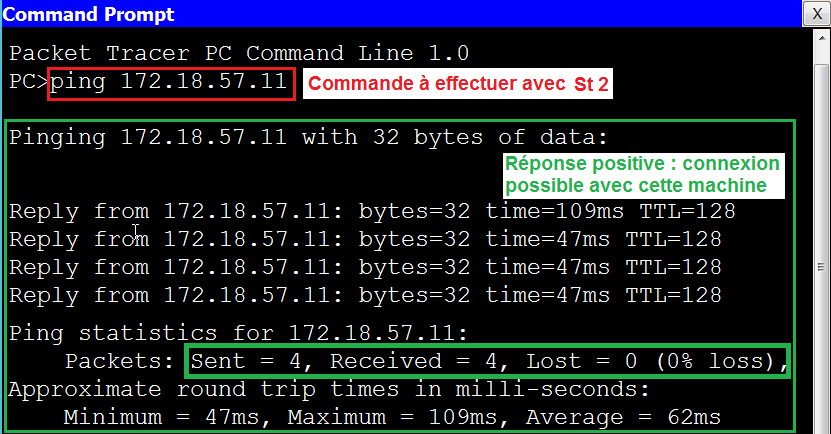 Command Prompt
X
Packet Tracer PC Command Line 1.0
PC>ping 172.18.57.11
Commande à effectuer avec St 2
Pinging 172.18.57.11 with 32 bytes of data:
Réponse positive : connexion
possible avec cette machine
Reply from 172.18.57.11: bytes=32 time=109ms TTL=128
Reply from 172.18.57.11: bytes=32 time=47ms TTL=128
Reply from 172.18.57.11: bytes=32 time=47ms TTL=128
Reply from 172.18.57.11: bytes=32 time=47ms TTL=128
Ping statistics for 172.18.57.11:
Packets: Sent = 4, Received = 4, Lost = 0 (0% loss),
Approximate round trip times in milli-seconds:
Minimum = 47ms, Maximum = 109ms, Average = 62ms